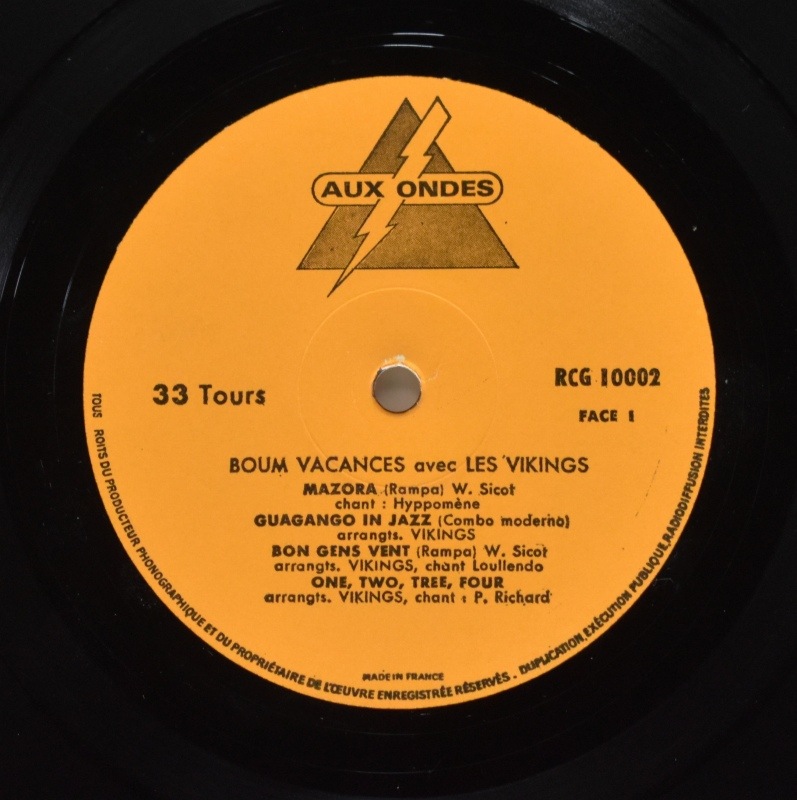 AUX ONDES
33 Tours
RCG 10002
FACE 1
BOUM VACANCES avec LES VIKINGS
MAZORA (Rampa) W. Sicot
chant : Hyppomène
GUAGANGO IN JAZZ (Combo moderno)
arrangts. VIKINGS
BON GENS VENT (Rampa) W. Sicot
arrangts. VIKINGS, chant Loullendo
ONE, TWO, TREE, FOUR
arrangts. VIKINGS, chant : P. Richard
MADE IN FRANCE
TOUS ROITS DU PRODUCTEUR PHONOGRAPHIQUE ET DU PROPRIÉTAIRE DE L'ŒUVRE ENREGISTRÉE RÉSERVÉS - DUPLICATION, EXÉCUTION PUBLIQUE, RADIODIFFUSION INTERDITES